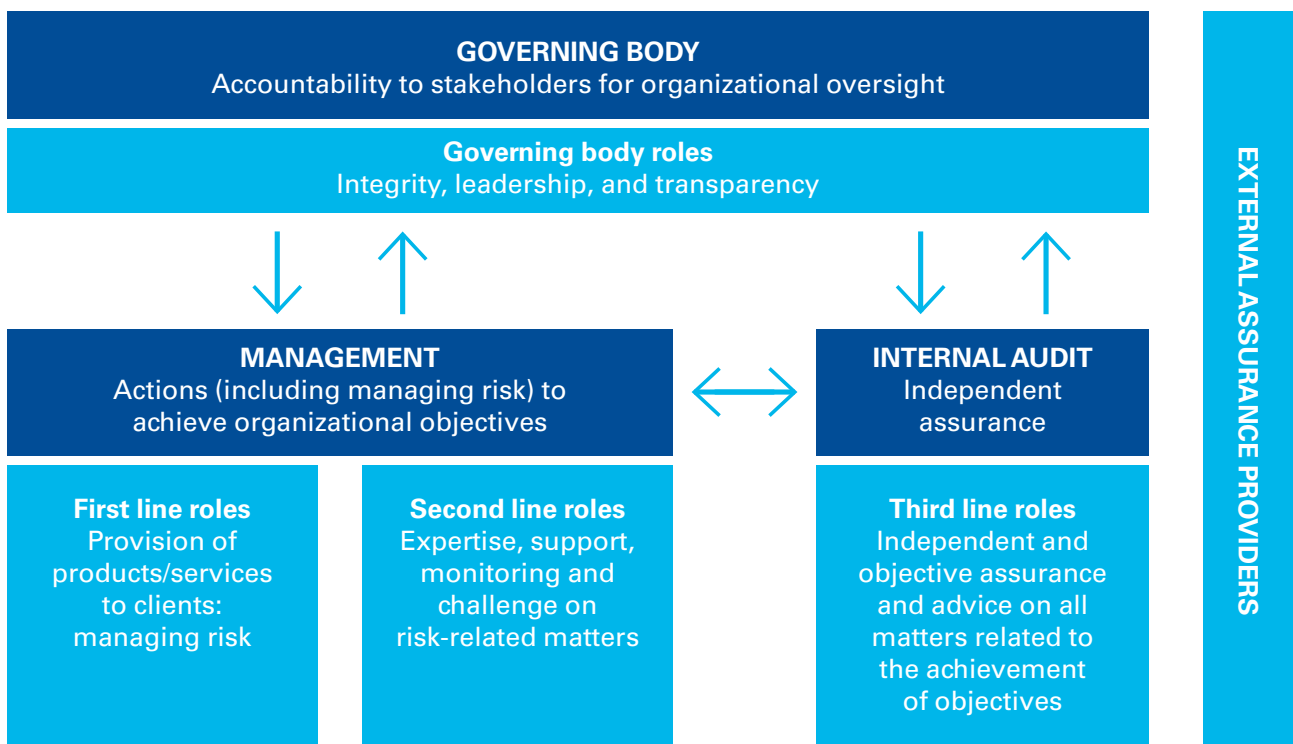 GOVERNING BODY
Accountability to stakeholders for organizational oversight
Governing body roles
Integrity, leadership, and transparency
MANAGEMENT
Actions (including managing risk) to
achieve organizational objectives
INTERNAL AUDIT
Independent
assurance
First line roles
Provision of
products/services
to clients:
managing risk
Second line roles
Expertise, support,
monitoring and
challenge on
risk-related matters
Third line roles
Independent and
objective assurance
and advice on all
matters related to
the achievement
of objectives
EXTERNAL ASSURANCE PROVIDERS